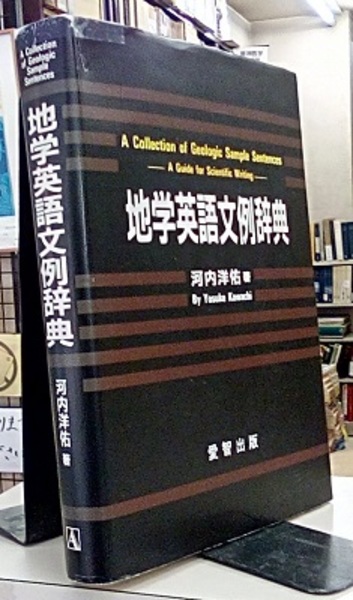 A Collection
of Geologic
Sample
Sentences
地学英語文例辞典
河内洋佑 著
A
A Collection of Geologic Sample Sentences
— A Guide for Scientific Writing —
地学英語文例辞典
河内洋佑 著
By Yosuke Kawachi
愛智出版